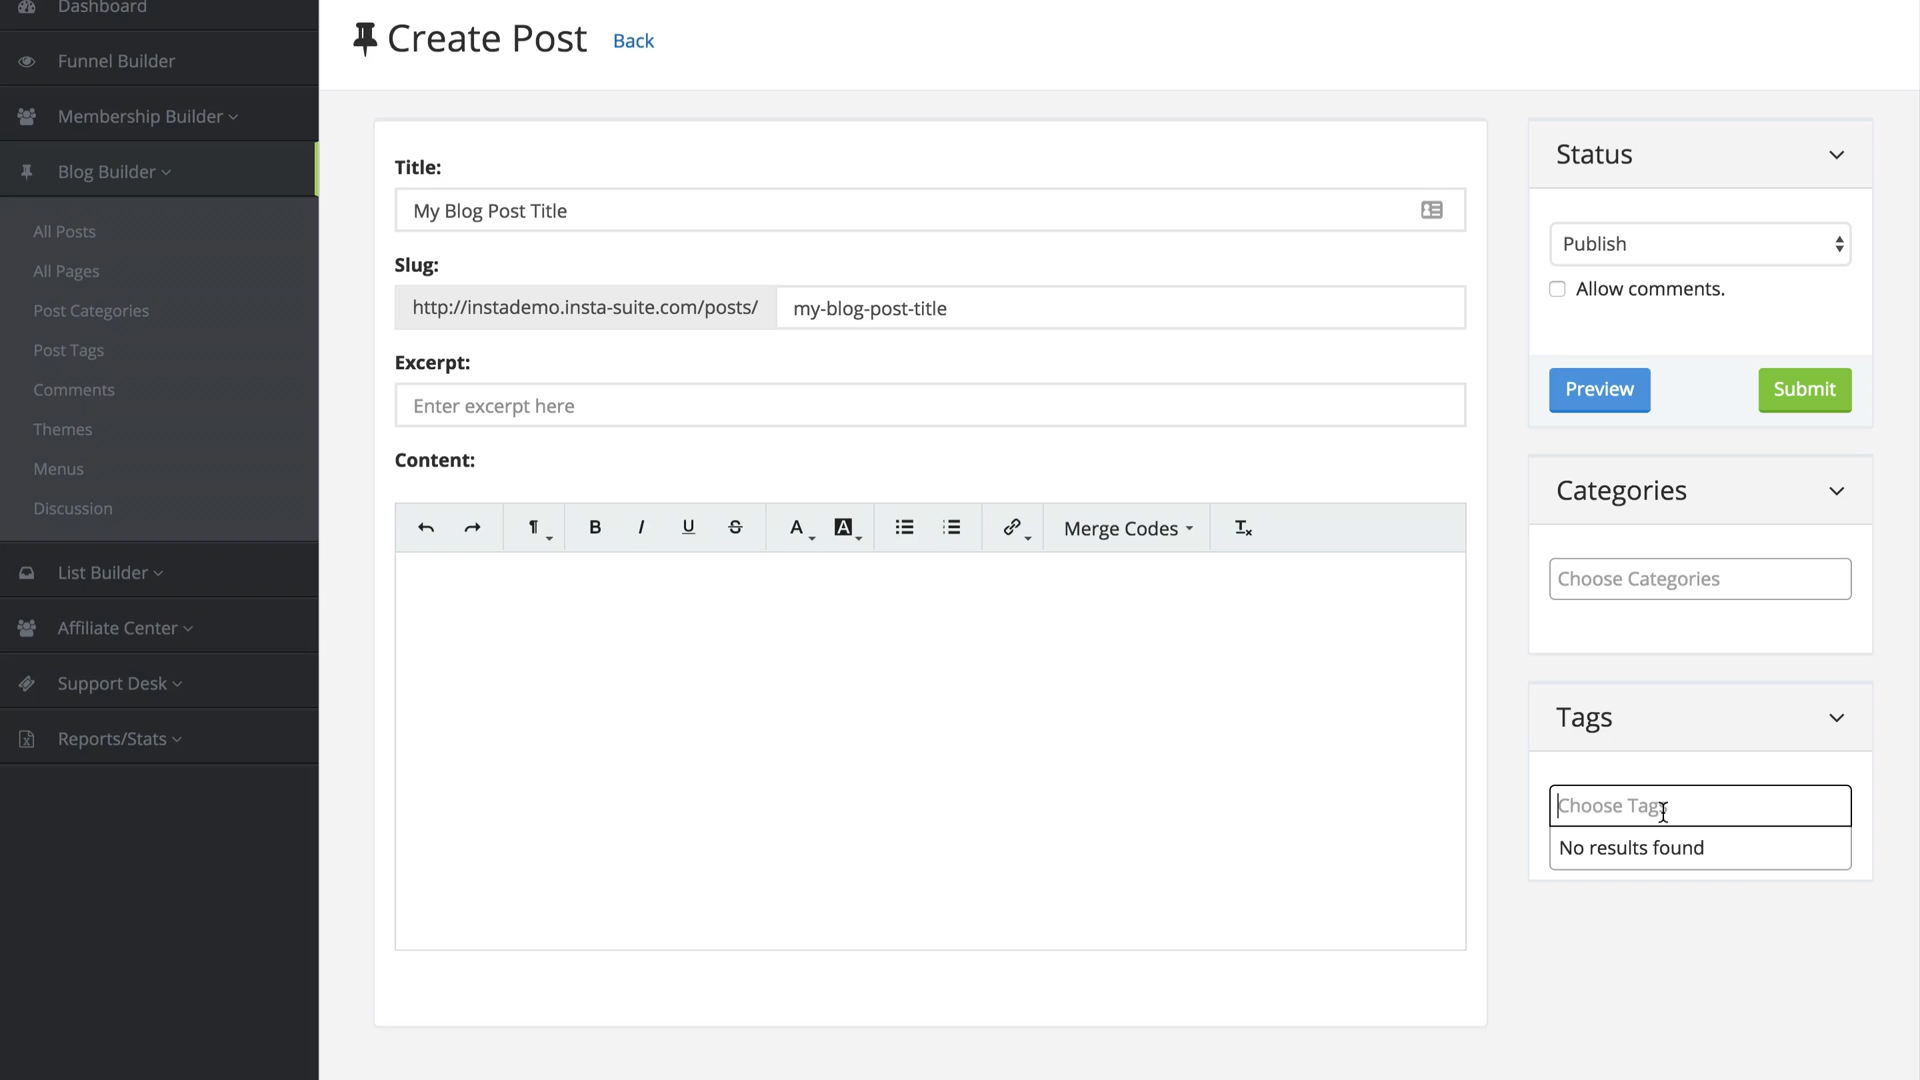 Dashboard
Funnel Builder
Membership Builder
Blog Builder
All Posts
All Pages
Post Categories
Post Tags
Comments
Themes
Menus
Discussion
List Builder
Affiliate Center
Support Desk
Reports/Stats
Create Post Back
Title:
My Blog Post Title
Slug:
http://instademo.insta-suite.com/posts/ my-blog-post-title
Excerpt:
Enter excerpt here
Content:
¶ B I U S A A Merge Codes Tx
Status
Publish
Allow comments.
Preview Submit
Categories
Choose Categories
Tags
Choose Tags
No results found